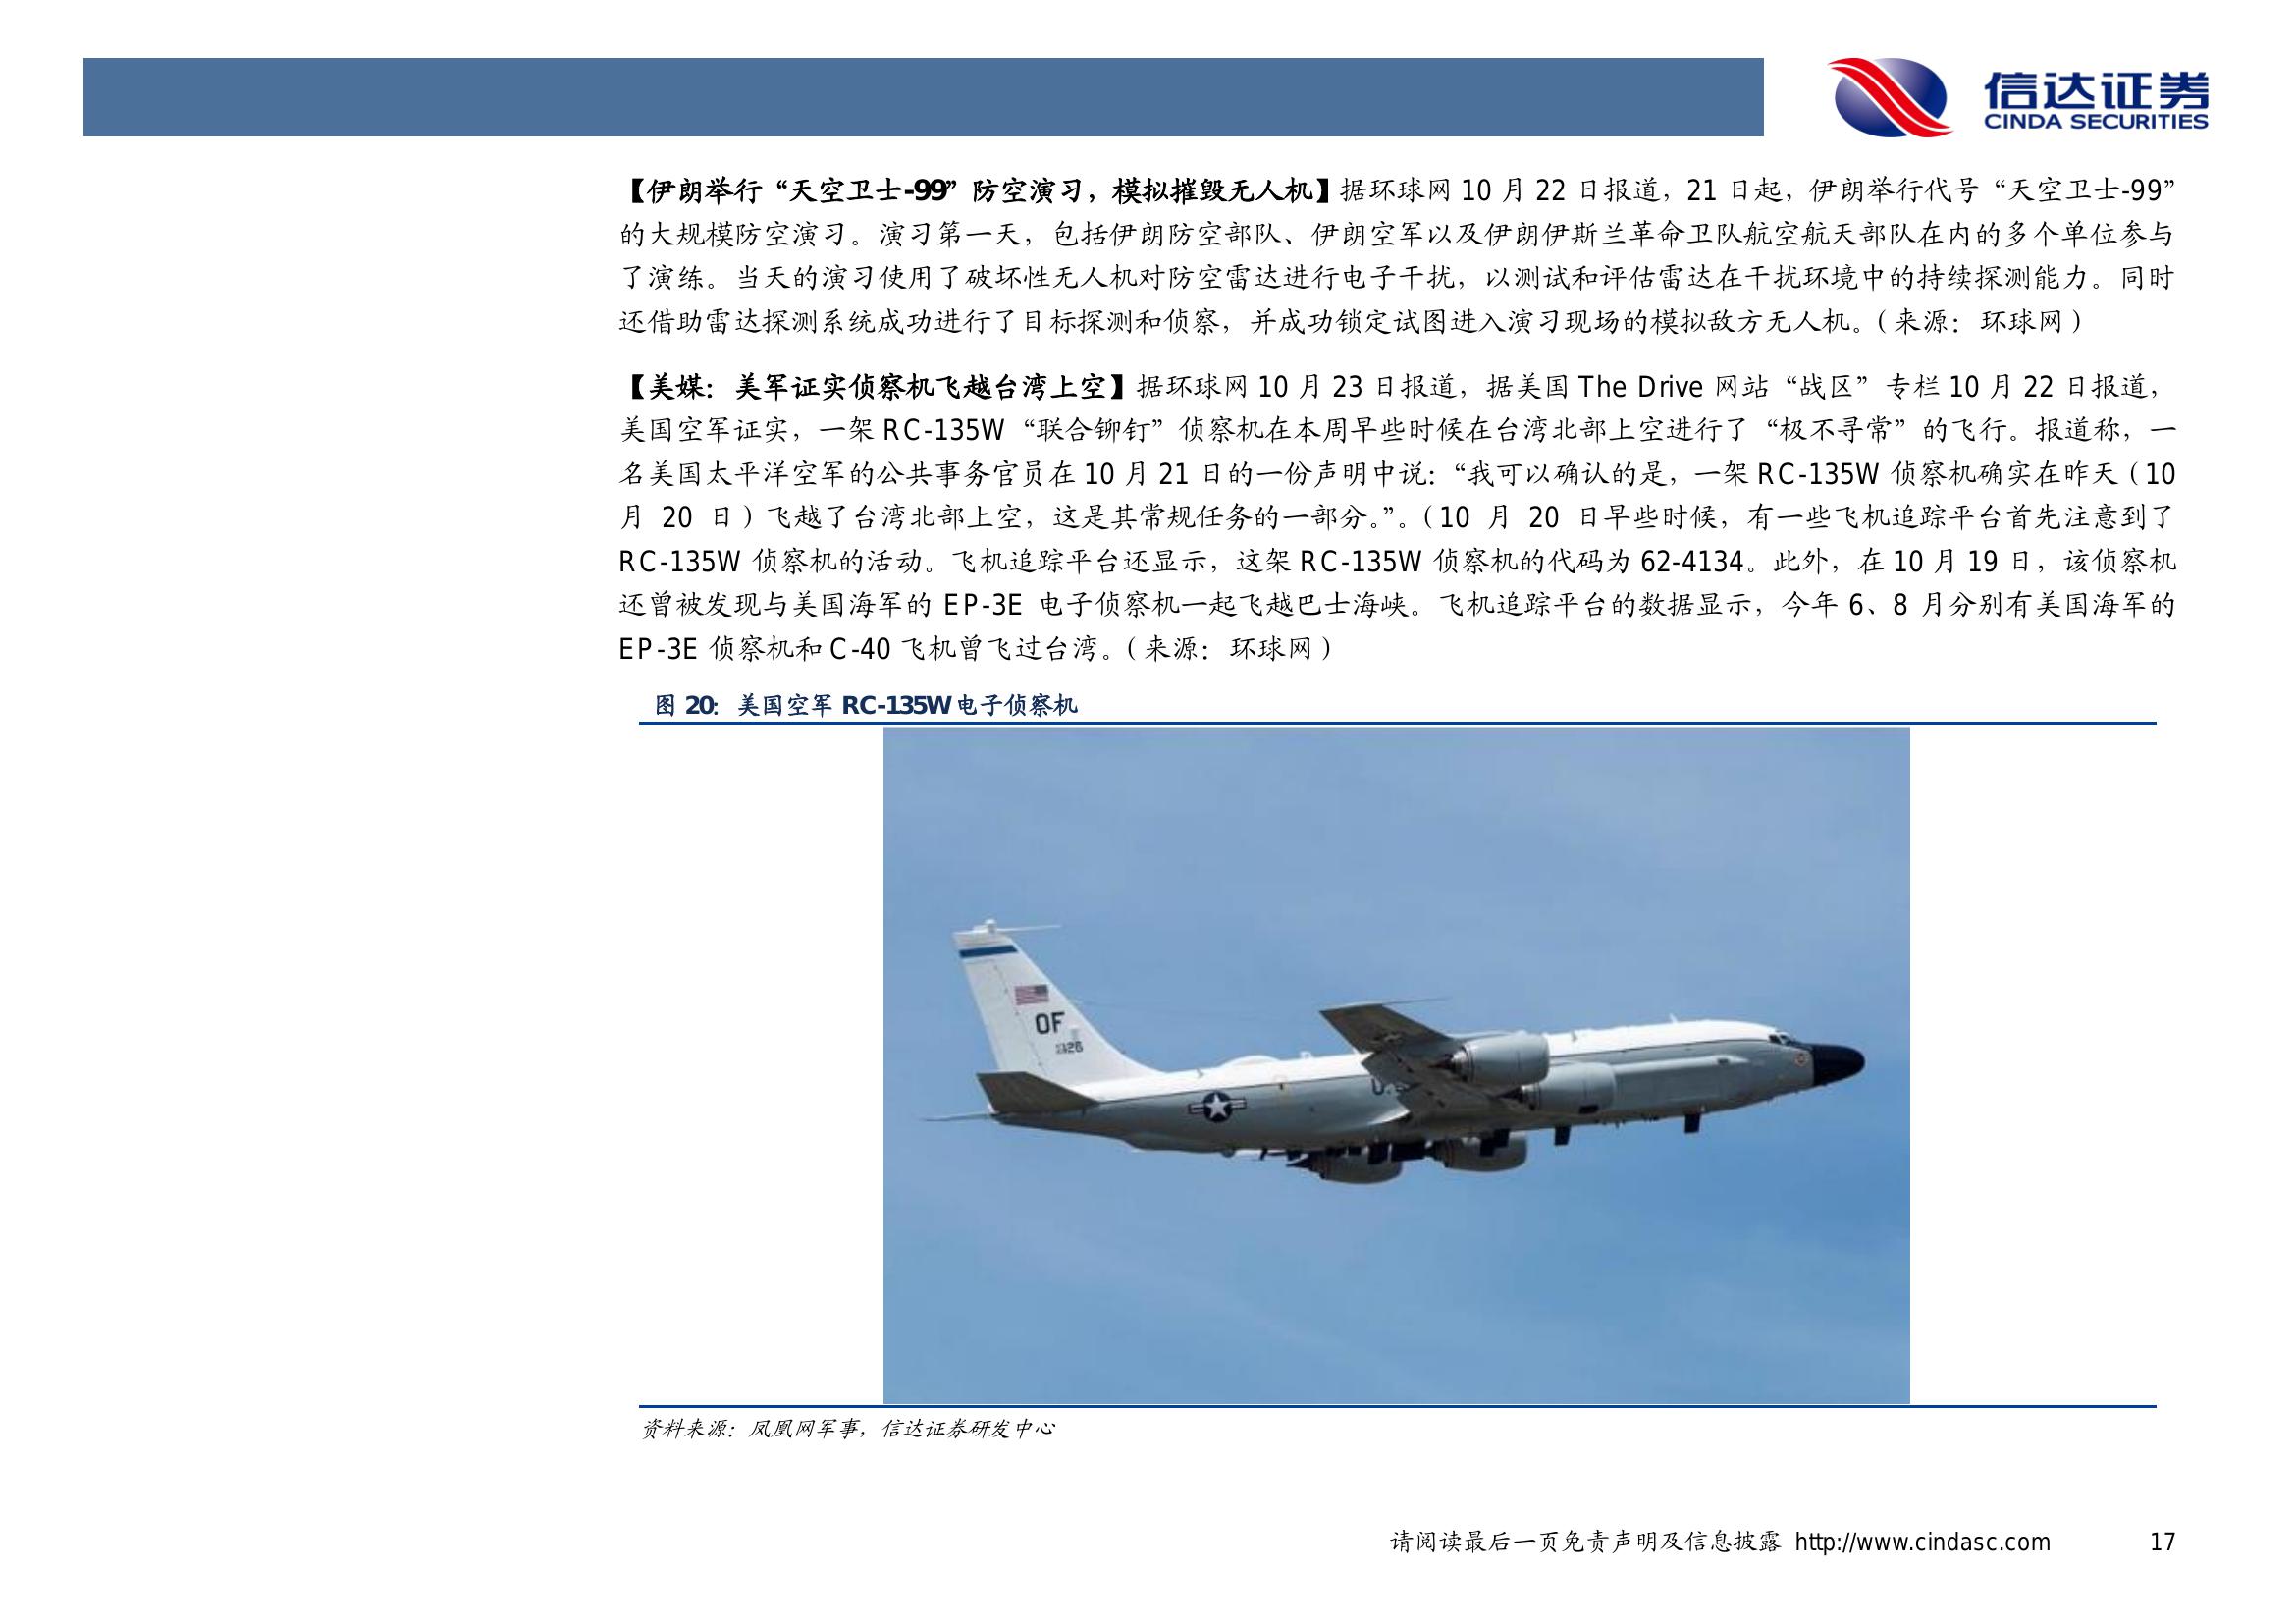 信达证券
CINDA SECURITIES
【伊朗举行“天空卫士-99”防空演习，模拟摧毁无人机】据环球网 10 月 22 日报道，21 日起，伊朗举行代号“天空卫士-99”
的大规模防空演习。演习第一天，包括伊朗防空部队、伊朗空军以及伊朗伊斯兰革命卫队航空航天部队在内的多个单位参与
了演练。当天的演习使用了破坏性无人机对防空雷达进行电子干扰，以测试和评估雷达在干扰环境中的持续探测能力。同时
还借助雷达探测系统成功进行了目标探测和侦察，并成功锁定试图进入演习现场的模拟敌方无人机。（来源：环球网）
【美媒：美军证实侦察机飞越台湾上空】据环球网 10 月 23 日报道，据美国 The Drive 网站“战区”专栏 10 月 22 日报道，
美国空军证实，一架 RC-135W“联合铆钉”侦察机在本周早些时候在台湾北部上空进行了“极不寻常”的飞行。报道称，一
名美国太平洋空军的公共事务官员在 10 月 21 日的一份声明中说：“我可以确认的是，一架 RC-135W 侦察机确实在昨天（10
月 20 日）飞越了台湾北部上空，这是其常规任务的一部分。”。（10 月 20 日早些时候，有一些飞机追踪平台首先注意到了
RC-135W 侦察机的活动。飞机追踪平台还显示，这架 RC-135W 侦察机的代码为 62-4134。此外，在 10 月 19 日，该侦察机
还曾被发现与美国海军的 EP-3E 电子侦察机一起飞越巴士海峡。飞机追踪平台的数据显示，今年 6、8 月分别有美国海军的
EP-3E 侦察机和 C-40 飞机曾飞过台湾。（来源：环球网）
图 20：美国空军 RC-135W 电子侦察机
OF
资料来源：凤凰网军事，信达证券研发中心
请阅读最后一页免责声明及信息披露 http://www.cindasc.com 17